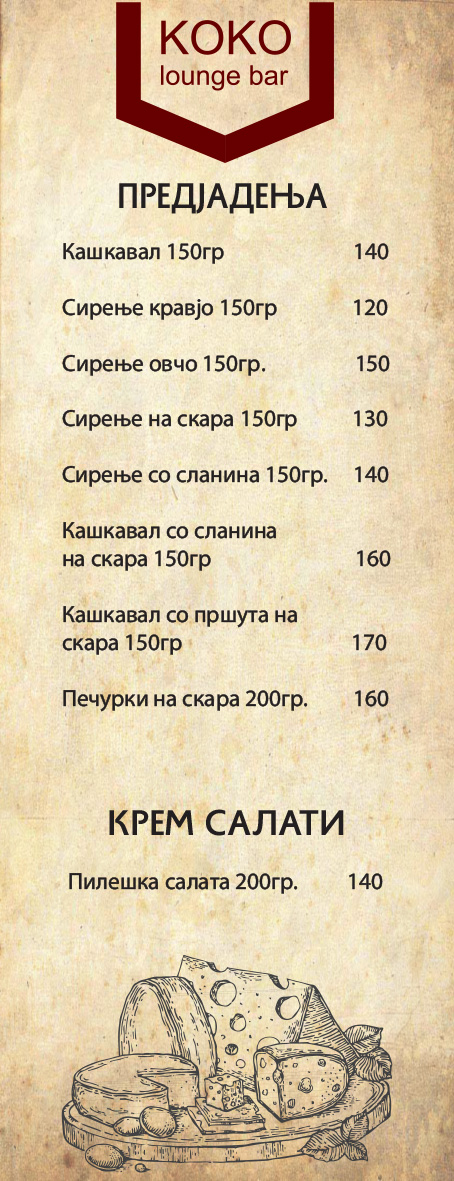 KOKO
lounge bar
ПРЕДЈАДЕЊА
Кашкавал 150гр 140
Сирење кравјо 150гр 120
Сирење овчо 150гр. 150
Сирење на скара 150гр 130
Сирење со сланина 150гр. 140
Кашкавал со сланина
на скара 150гр 160
Кашкавал со пршута на
скара 150гр 170
Печурки на скара 200гр. 160
КРЕМ САЛАТИ
Пилешка салата 200гр. 140